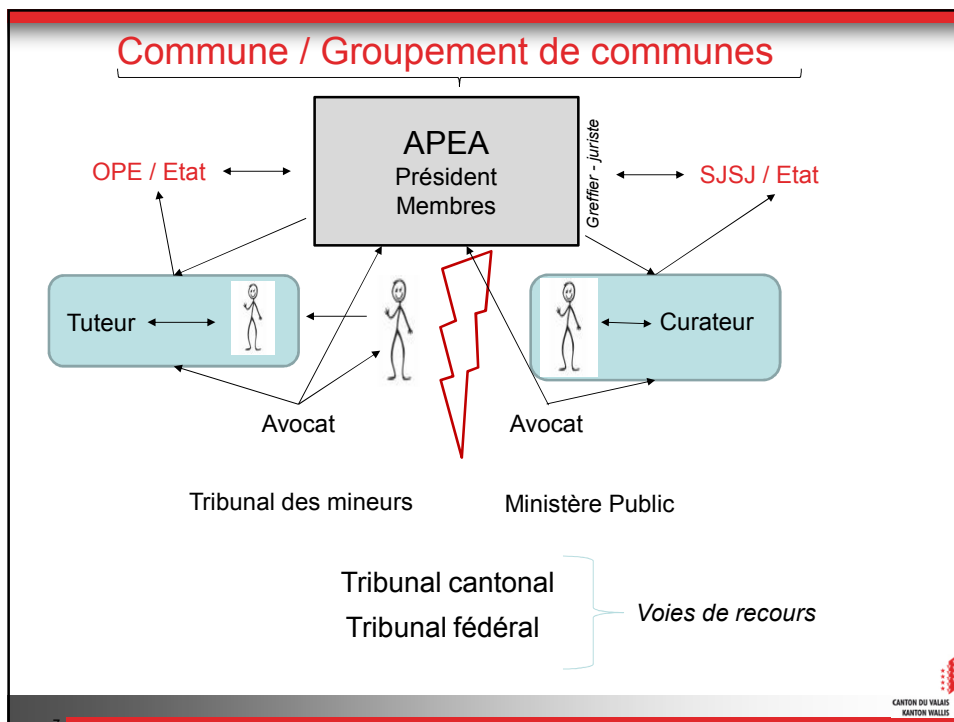 Commune / Groupement de communes
APEA
Président
Membres
Greffier - juriste
OPE / Etat
SJSJ / Etat
Tuteur
Curateur
Avocat
Avocat
Tribunal des mineurs
Ministère Public
Tribunal cantonal
Tribunal fédéral
Voies de recours
CANTON DU VALAIS
KANTON WALLIS